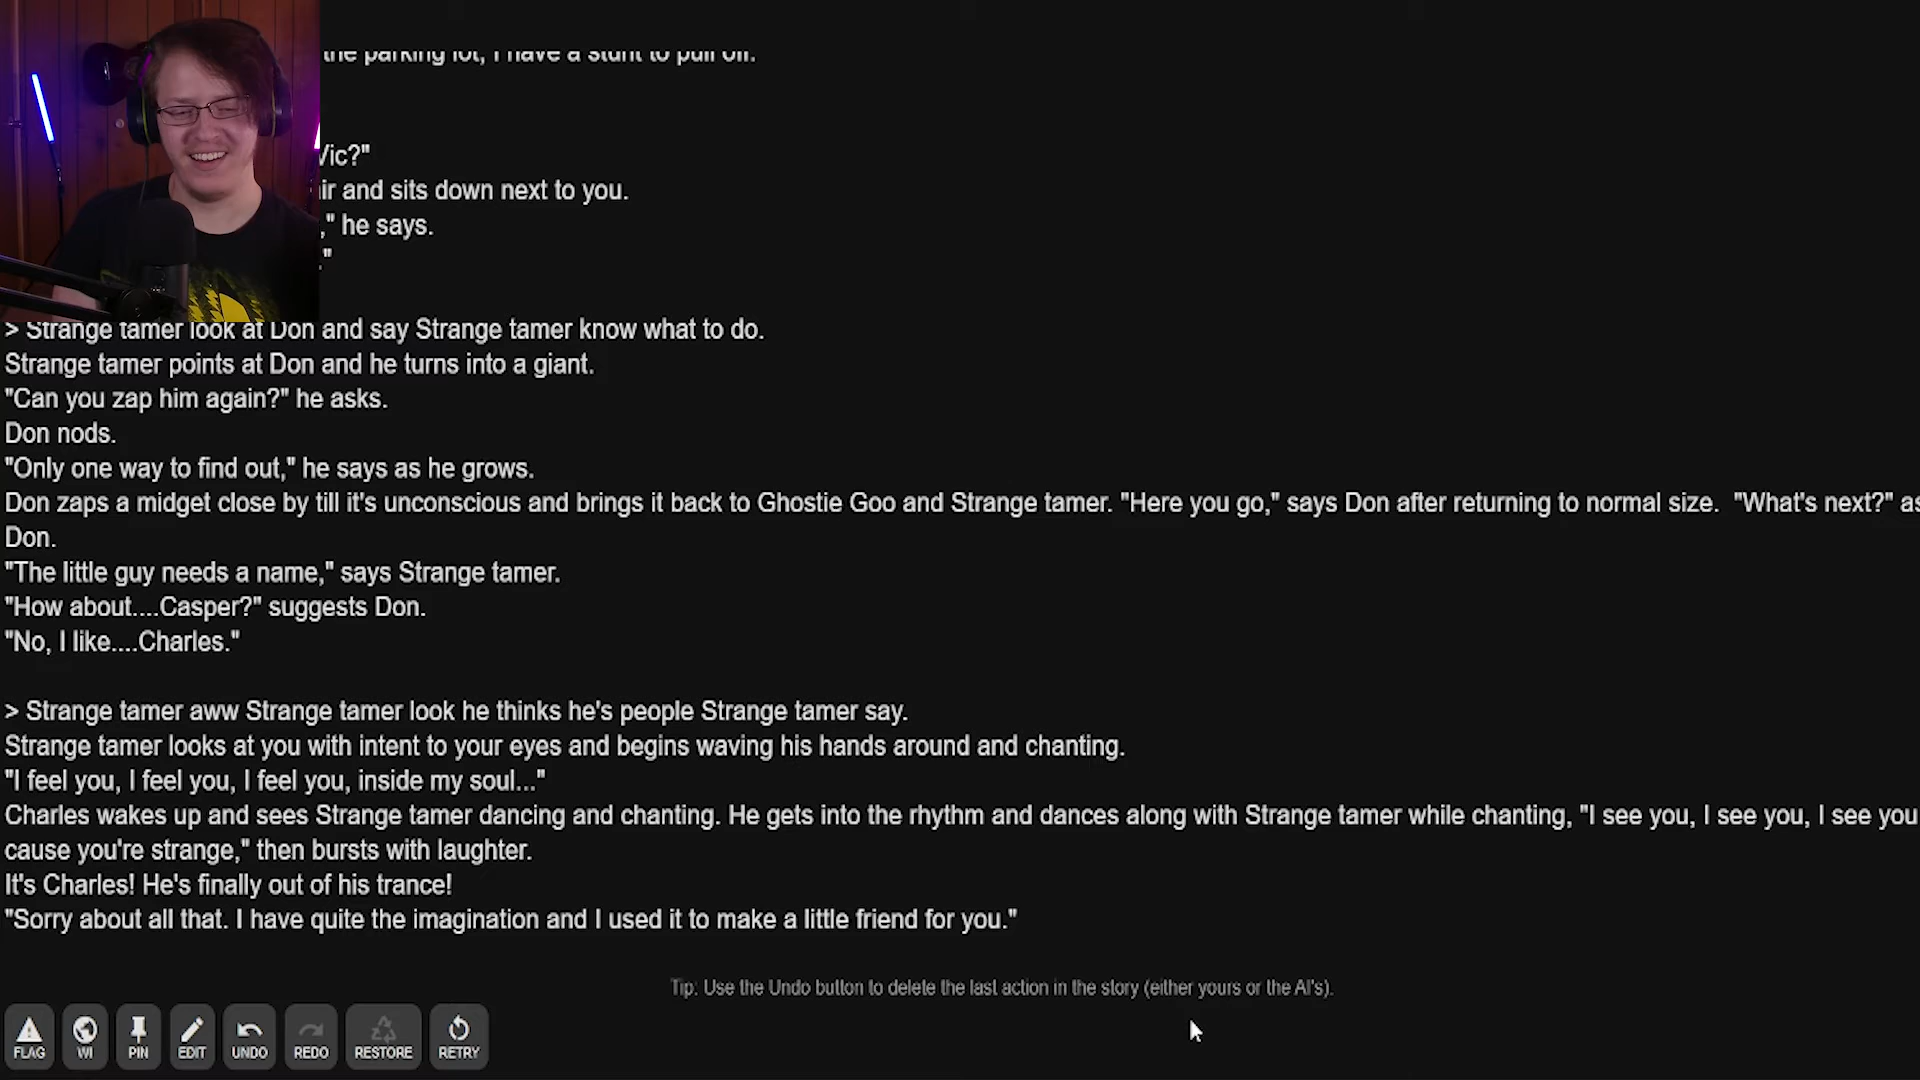 the parking lot, I have a stunt to pull off.
Vic?"
ir and sits down next to you.
," he says.
."
> Strange tamer look at Don and say Strange tamer know what to do.
Strange tamer points at Don and he turns into a giant.
"Can you zap him again?" he asks.
Don nods.
"Only one way to find out," he says as he grows.
Don zaps a midget close by till it's unconscious and brings it back to Ghostie Goo and Strange tamer. "Here you go," says Don after returning to normal size.  "What's next?" as
Don.
"The little guy needs a name," says Strange tamer.
"How about....Casper?" suggests Don.
"No, I like....Charles."
> Strange tamer aww Strange tamer look he thinks he's people Strange tamer say.
Strange tamer looks at you with intent to your eyes and begins waving his hands around and chanting.
"I feel you, I feel you, I feel you, inside my soul..."
Charles wakes up and sees Strange tamer dancing and chanting. He gets into the rhythm and dances along with Strange tamer while chanting, "I see you, I see you, I see you
cause you're strange," then bursts with laughter.
It's Charles! He's finally out of his trance!
"Sorry about all that. I have quite the imagination and I used it to make a little friend for you."
Tip: Use the Undo button to delete the last action in the story (either yours or the AI's).
FLAG WI PIN EDIT UNDO REDO RESTORE RETRY